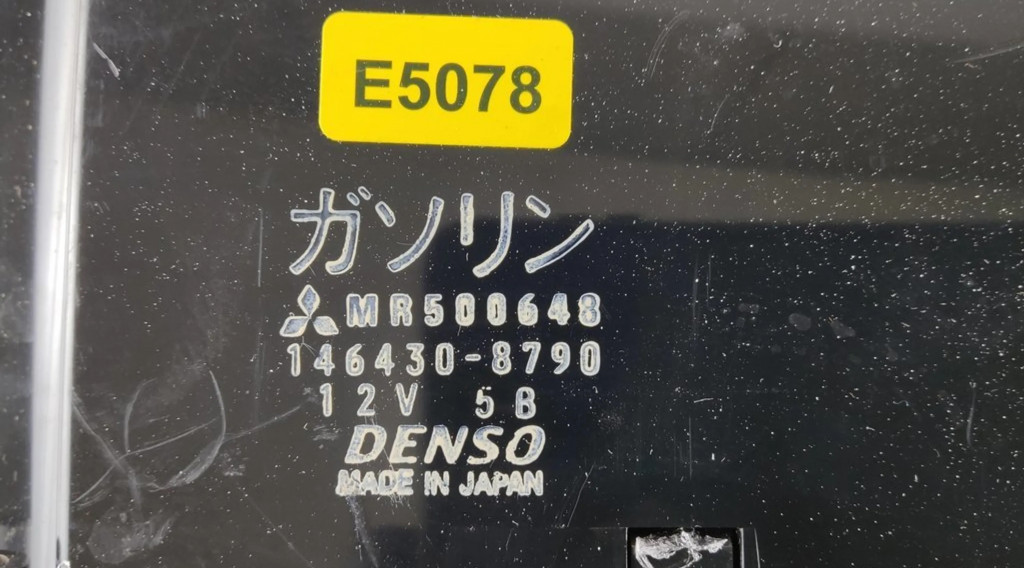 E5078
ガソリン
MR500648
146430-8790
12V 5B
DENSO
MADE IN JAPAN